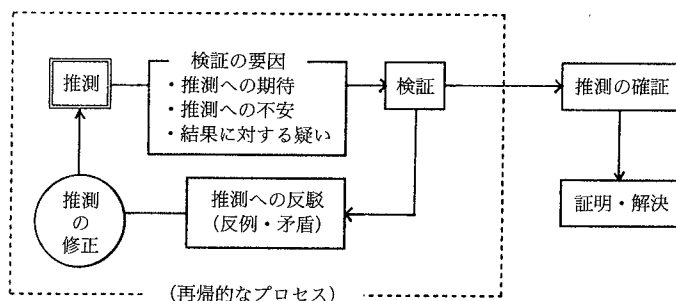 推測
検証の要因
・推測への期待
・推測への不安
・結果に対する疑い
検証
推測の確証
推測
の
修正
推測への反駁
(反例・矛盾)
証明・解決
(再帰的なプロセス)